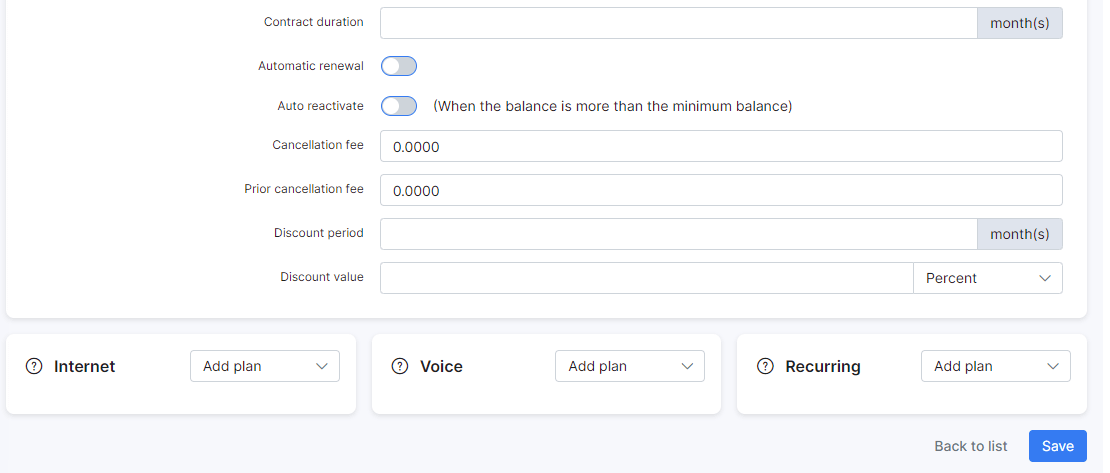 Contract duration month(s)
Automatic renewal
Auto reactivate (When the balance is more than the minimum balance)
Cancellation fee 0.0000
Prior cancellation fee 0.0000
Discount period month(s)
Discount value Percent
? Internet Add plan ? Voice Add plan ? Recurring Add plan
Back to list Save